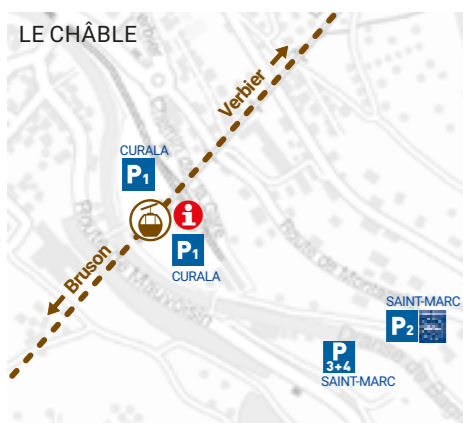 LE CHÂBLE
Verbier
CURALA
P1
i
P1
CURALA
Bruson
SAINT-MARC
P2
P
3+4
SAINT-MARC